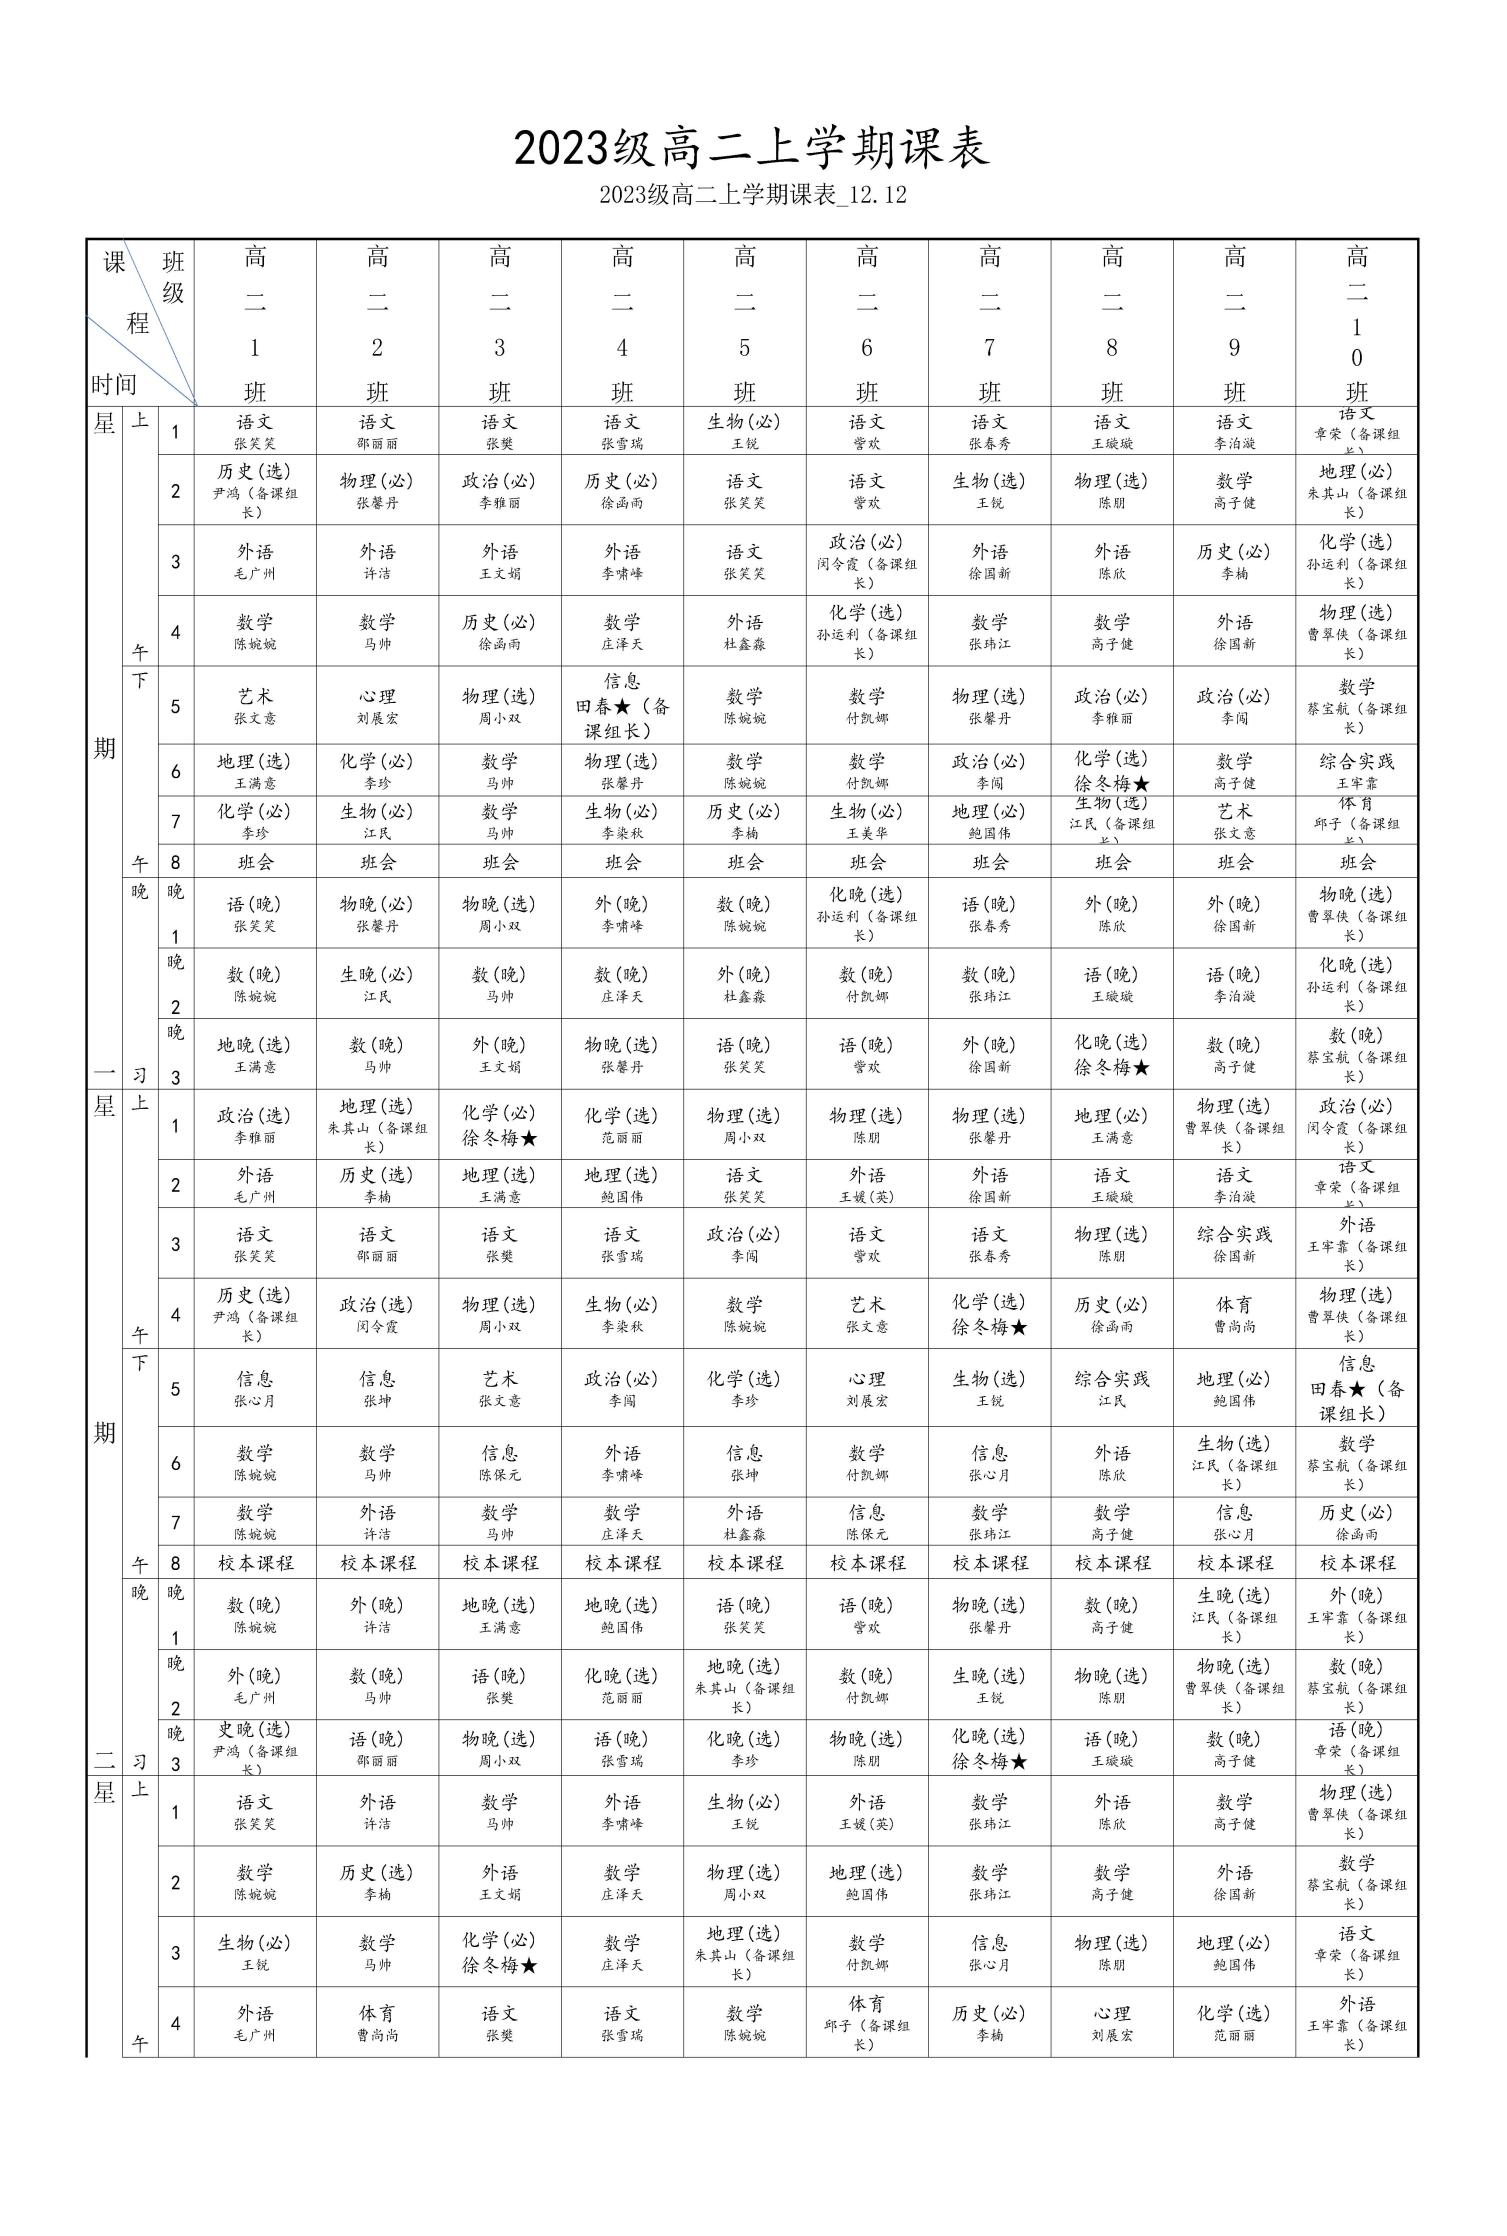 2023级高二上学期课表
2023级高二上学期课表_12.12
课 程 班级 时间 高二1班 高二2班 高二3班 高二4班 高二5班 高二6班 高二7班 高二8班 高二9班 高二10班
星期一
上午
1 语文 语文 语文 语文 生物(必) 语文 语文 语文 语文 语文
张笑笑 邵丽丽 张樊 张雪瑞 王锐 訾欢 张春秀 王璇璇 李泊漩 章荣（备课组长）
2 历史(选) 物理(必) 政治(必) 历史(必) 语文 语文 生物(选) 物理(选) 数学 地理(必)
尹鸿（备课组长） 张馨丹 李雅丽 徐函雨 张笑笑 訾欢 王锐 陈朋 高子健 朱其山（备课组长）
3 外语 外语 外语 外语 语文 政治(必) 外语 外语 历史(必) 化学(选)
毛广州 许洁 王文娟 李啸峰 张笑笑 闵令霞（备课组长） 徐国新 陈欣 李楠 孙运利（备课组长）
4 数学 数学 历史(必) 数学 外语 化学(选) 数学 数学 外语 物理(选)
陈婉婉 马帅 徐函雨 庄泽天 杜鑫淼 孙运利（备课组长） 张玮江 高子健 徐国新 曹翠侠（备课组长）
下午
5 艺术 心理 物理(选) 信息 数学 数学 物理(选) 政治(必) 政治(必) 数学
张文意 刘展宏 周小双 田春★（备课组长） 陈婉婉 付凯娜 张馨丹 李雅丽 李闯 蔡宝航（备课组长）
6 地理(选) 化学(必) 数学 物理(选) 数学 数学 政治(必) 化学(选) 数学 综合实践
王满意 李珍 马帅 张馨丹 陈婉婉 付凯娜 李闯 徐冬梅★ 高子健 王牢靠
7 化学(必) 生物(必) 数学 生物(必) 历史(必) 生物(必) 地理(必) 生物(选) 艺术 体育
李珍 江民 马帅 李染秋 李楠 王美华 鲍国伟 江民（备课组长） 张文意 邱子（备课组长）
8 班会 班会 班会 班会 班会 班会 班会 班会 班会 班会
晚习
晚1 语(晚) 物晚(必) 物晚(选) 外(晚) 数(晚) 化晚(选) 语(晚) 外(晚) 外(晚) 物晚(选)
张笑笑 张馨丹 周小双 李啸峰 陈婉婉 孙运利（备课组长） 张春秀 陈欣 徐国新 曹翠侠（备课组长）
晚2 数(晚) 生晚(必) 数(晚) 数(晚) 外(晚) 数(晚) 数(晚) 语(晚) 语(晚) 化晚(选)
陈婉婉 江民 马帅 庄泽天 杜鑫淼 付凯娜 张玮江 王璇璇 李泊漩 孙运利（备课组长）
晚3 地晚(选) 数(晚) 外(晚) 物晚(选) 语(晚) 语(晚) 外(晚) 化晚(选) 数(晚) 数(晚)
王满意 马帅 王文娟 张馨丹 张笑笑 訾欢 徐国新 徐冬梅★ 高子健 蔡宝航（备课组长）
星期二
上午
1 政治(选) 地理(选) 化学(必) 化学(选) 物理(选) 物理(选) 物理(选) 地理(必) 物理(选) 政治(必)
李雅丽 朱其山（备课组长） 徐冬梅★ 范丽丽 周小双 陈朋 张馨丹 王满意 曹翠侠（备课组长） 闵令霞（备课组长）
2 外语 历史(选) 地理(选) 地理(选) 语文 外语 外语 语文 语文 语文
毛广州 李楠 王满意 鲍国伟 张笑笑 王媛(英) 徐国新 王璇璇 李泊漩 章荣（备课组长）
3 语文 语文 语文 语文 政治(必) 语文 语文 物理(选) 综合实践 外语
张笑笑 邵丽丽 张樊 张雪瑞 李闯 訾欢 张春秀 陈朋 徐国新 王牢靠（备课组长）
4 历史(选) 政治(选) 物理(选) 生物(必) 数学 艺术 化学(选) 历史(必) 体育 物理(选)
尹鸿（备课组长） 闵令霞 周小双 李染秋 陈婉婉 张文意 徐冬梅★ 徐函雨 曹尚尚 曹翠侠（备课组长）
下午
5 信息 信息 艺术 政治(必) 化学(选) 心理 生物(选) 综合实践 地理(必) 信息
张心月 张坤 张文意 李闯 李珍 刘展宏 王锐 江民 鲍国伟 田春★（备课组长）
6 数学 数学 信息 外语 信息 数学 信息 外语 生物(选) 数学
陈婉婉 马帅 陈保元 李啸峰 张坤 付凯娜 张心月 陈欣 江民（备课组长） 蔡宝航（备课组长）
7 数学 外语 数学 数学 外语 信息 数学 数学 信息 历史(必)
陈婉婉 许洁 马帅 庄泽天 杜鑫淼 陈保元 张玮江 高子健 张心月 徐函雨
8 校本课程 校本课程 校本课程 校本课程 校本课程 校本课程 校本课程 校本课程 校本课程 校本课程
晚习
晚1 数(晚) 外(晚) 地晚(选) 地晚(选) 语(晚) 语(晚) 物晚(选) 数(晚) 生晚(选) 外(晚)
陈婉婉 许洁 王满意 鲍国伟 张笑笑 訾欢 张馨丹 高子健 江民（备课组长） 王牢靠（备课组长）
晚2 外(晚) 数(晚) 语(晚) 化晚(选) 地晚(选) 数(晚) 生晚(选) 物晚(选) 物晚(选) 数(晚)
毛广州 马帅 张樊 范丽丽 朱其山（备课组长） 付凯娜 王锐 陈朋 曹翠侠（备课组长） 蔡宝航（备课组长）
晚3 史晚(选) 语(晚) 物晚(选) 语(晚) 化晚(选) 物晚(选) 化晚(选) 语(晚) 数(晚) 语(晚)
尹鸿（备课组长） 邵丽丽 周小双 张雪瑞 李珍 陈朋 徐冬梅★ 王璇璇 高子健 章荣（备课组长）
星
上午
1 语文 外语 数学 外语 生物(必) 外语 数学 外语 数学 物理(选)
张笑笑 许洁 马帅 李啸峰 王锐 王媛(英) 张玮江 陈欣 高子健 曹翠侠（备课组长）
2 数学 历史(选) 外语 数学 物理(选) 地理(选) 数学 数学 外语 数学
陈婉婉 李楠 王文娟 庄泽天 周小双 鲍国伟 张玮江 高子健 徐国新 蔡宝航（备课组长）
3 生物(必) 数学 化学(必) 数学 地理(选) 数学 信息 物理(选) 地理(必) 语文
王锐 马帅 徐冬梅★ 庄泽天 朱其山（备课组长） 付凯娜 张心月 陈朋 鲍国伟 章荣（备课组长）
4 外语 体育 语文 语文 数学 体育 历史(必) 心理 化学(选) 外语
毛广州 曹尚尚 张樊 张雪瑞 陈婉婉 邱子（备课组长） 李楠 刘展宏 范丽丽 王牢靠（备课组长）